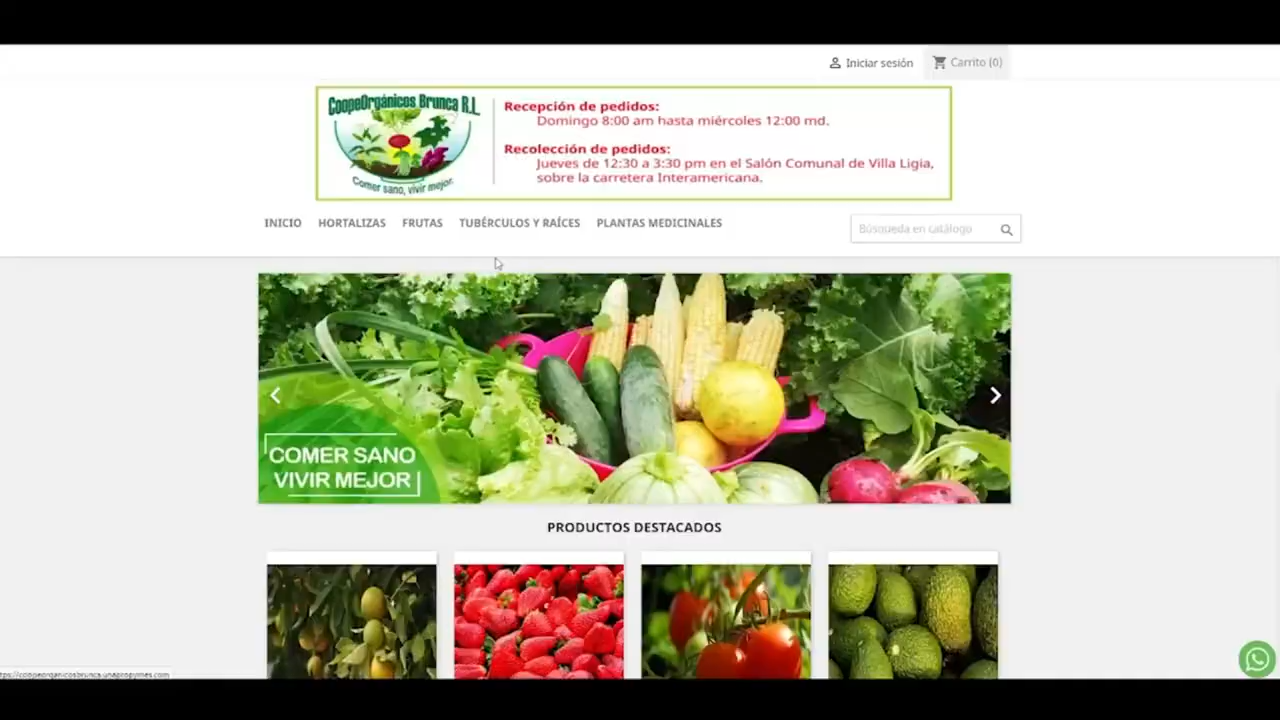 Iniciar sesión
Carrito (0)
CoopeOrgánicos Brunca R.L.
Comer sano, vivir mejor.
Recepción de pedidos:
Domingo 8:00 am hasta miércoles 12:00 md.
Recolección de pedidos:
Jueves de 12:30 a 3:30 pm en el Salón Comunal de Villa Ligia,
sobre la carretera Interamericana.
INICIO HORTALIZAS FRUTAS TUBÉRCULOS Y RAÍCES PLANTAS MEDICINALES
Búsqueda en catálogo
COMER SANO
VIVIR MEJOR
PRODUCTOS DESTACADOS